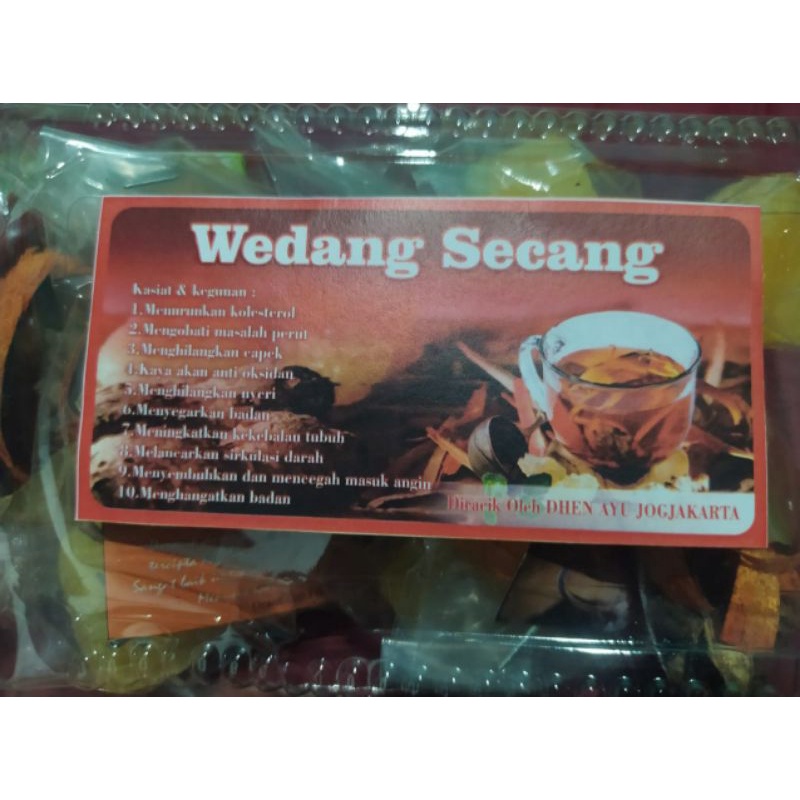 Wedang Secang
Kasiat & kegunan :
1.Menurunkan kolesterol
2.Mengobati masalah perut
3.Menghilangkan capek
4.Kaya akan anti oksidan
5.Menghilangkan nyeri
6.Menyegarkan badan
7.Meningkatkan kekebalan tubuh
8.Melancarkan sirkulasi darah
9.Menyembuhkan dan mencegah masuk angin
10.Menghangatkan badan
Diracik Oleh DHEN AYU JOGJAKARTA
tercipta